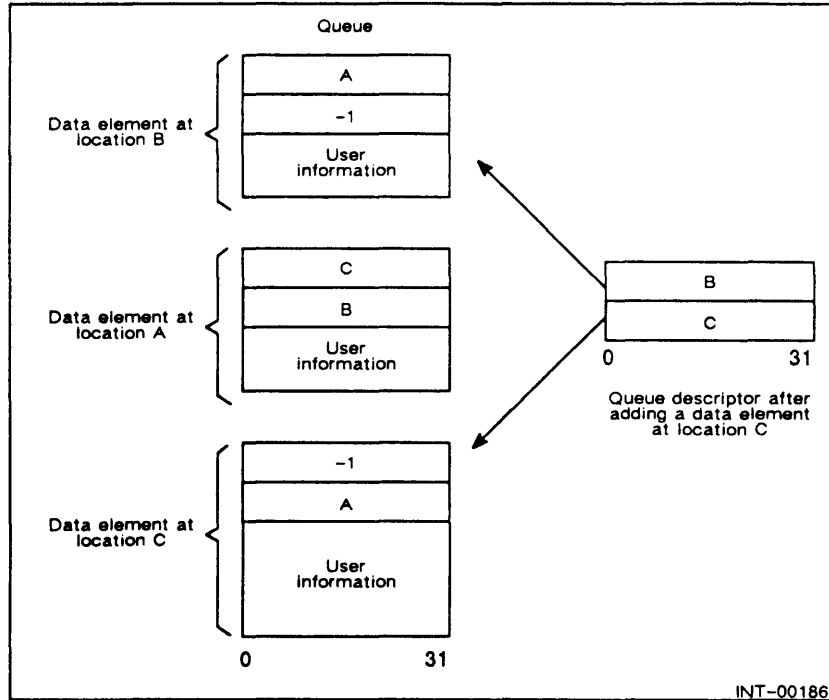 Queue
Data element at
location B
A
-1
User
information
Data element at
location A
C
B
User
information
B
C
0 31
Queue descriptor after
adding a data element
at location C
Data element at
location C
-1
A
User
information
0 31
INT-00186